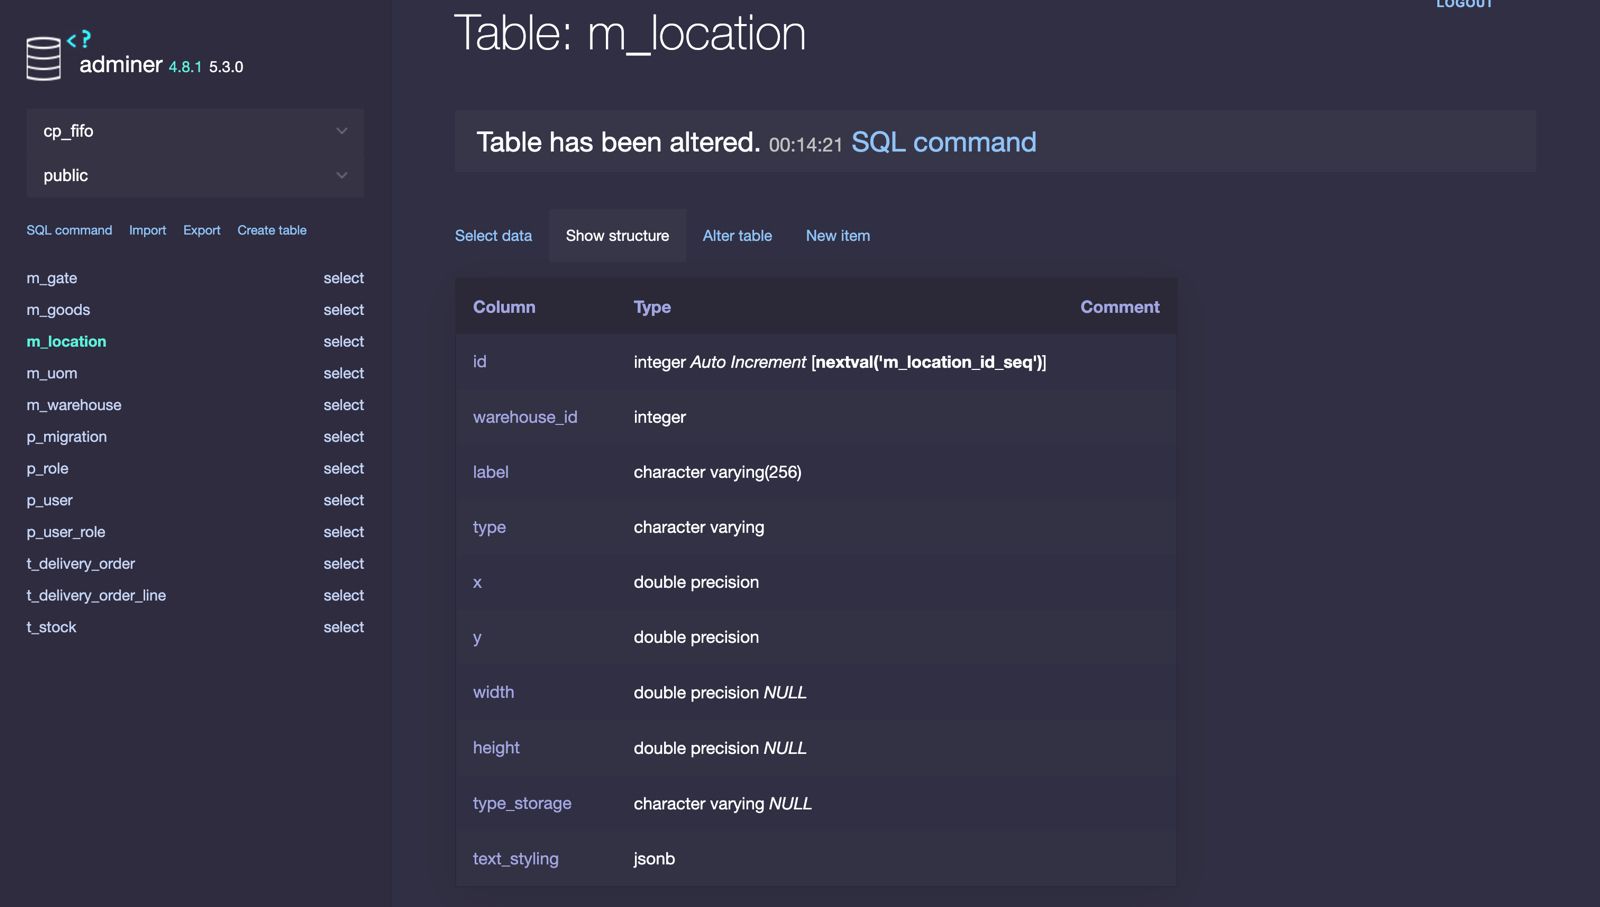 LOGOUT
<?
adminer 4.8.1 5.3.0
cp_fifo
public
SQL command Import Export Create table
m_gate select
m_goods select
m_location select
m_uom select
m_warehouse select
p_migration select
p_role select
p_user select
p_user_role select
t_delivery_order select
t_delivery_order_line select
t_stock select
Table: m_location
Table has been altered. 00:14:21 SQL command
Select data Show structure Alter table New item
Column Type Comment
id integer Auto Increment [nextval('m_location_id_seq')]
warehouse_id integer
label character varying(256)
type character varying
x double precision
y double precision
width double precision NULL
height double precision NULL
type_storage character varying NULL
text_styling jsonb